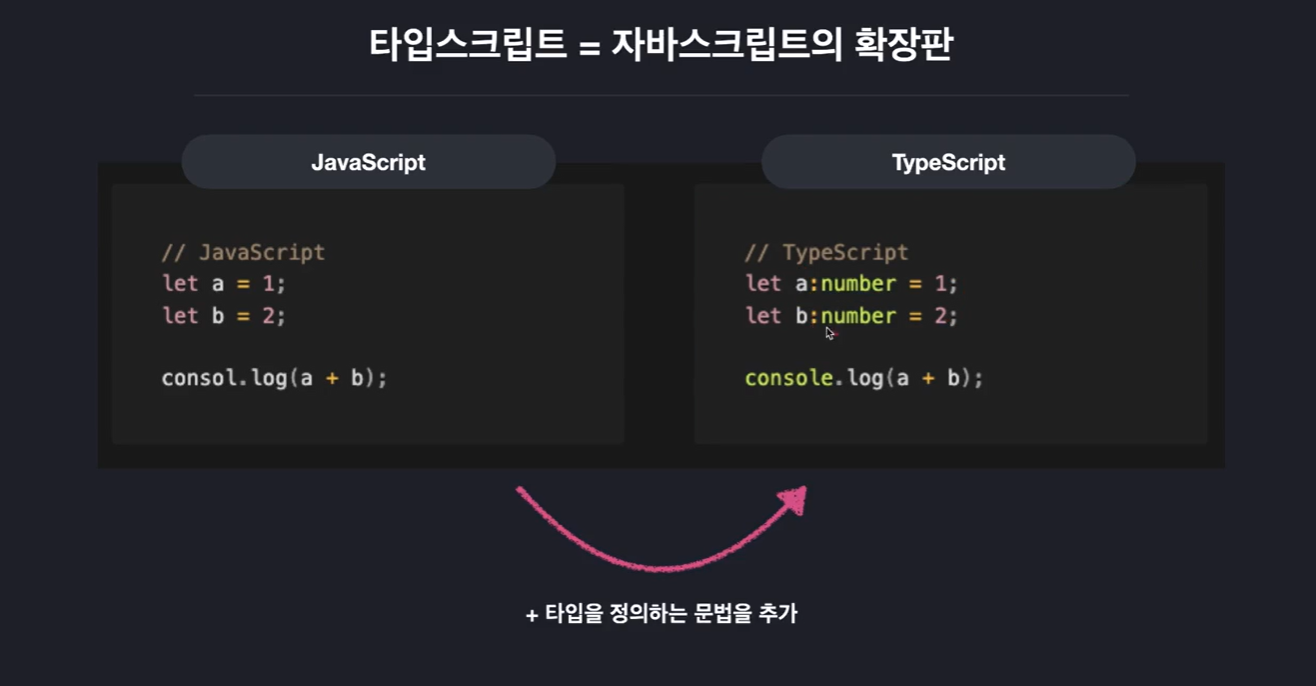 타입스크립트 = 자바스크립트의 확장판
JavaScript
// JavaScript
let a = 1;
let b = 2;
consol.log(a + b);
TypeScript
// TypeScript
let a:number = 1;
let b:number = 2;
console.log(a + b);
+ 타입을 정의하는 문법을 추가